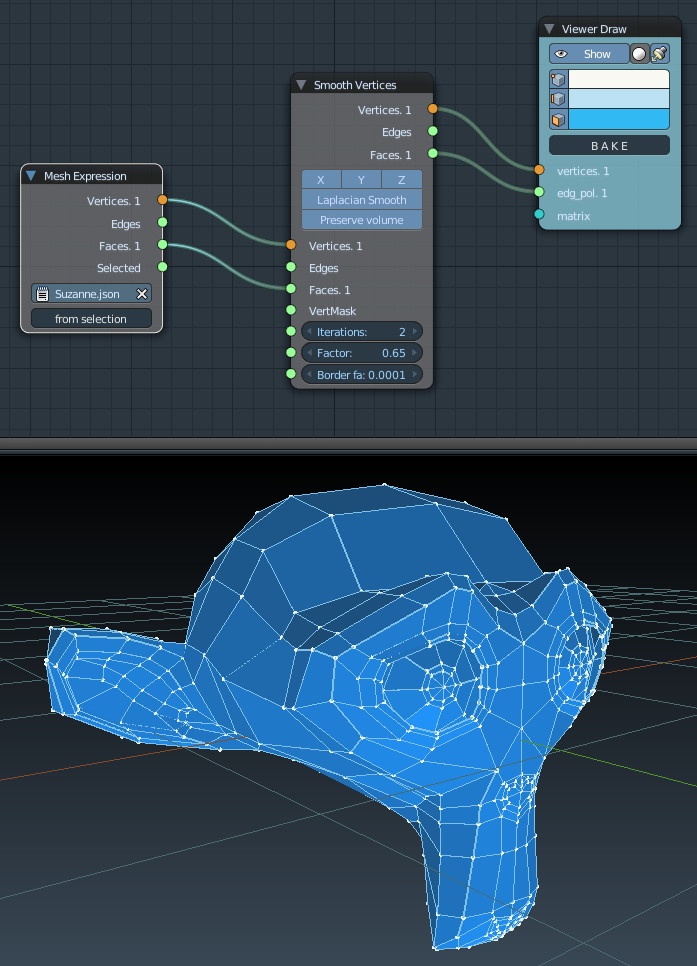 Viewer Draw
Show
BAKE
vertices. 1
edg_pol. 1
matrix
Smooth Vertices
Vertices. 1
Edges
Faces. 1
X Y Z
Laplacian Smooth
Preserve volume
Vertices. 1
Edges
Faces. 1
VertMask
Iterations: 2
Factor: 0.65
Border fa: 0.0001
Mesh Expression
Vertices. 1
Edges
Faces. 1
Selected
Suzanne.json
from selection